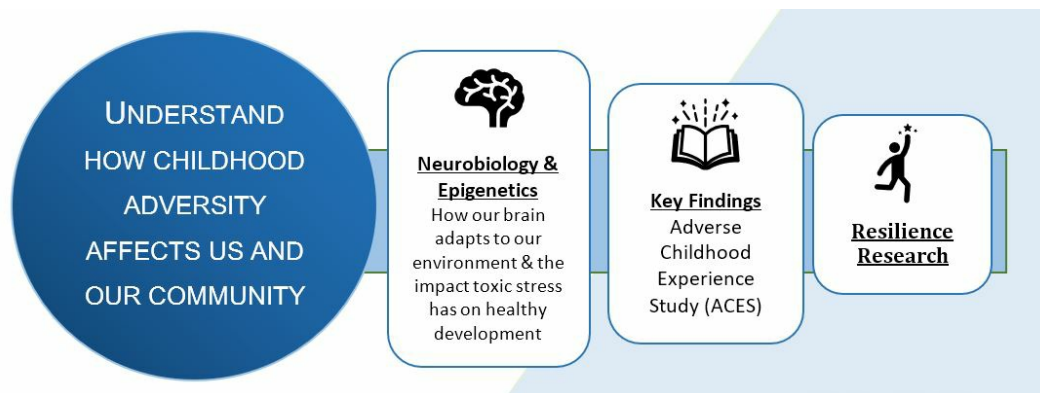 UNDERSTAND
HOW CHILDHOOD
ADVERSITY
AFFECTS US AND
OUR COMMUNITY
Neurobiology &
Epigenetics
How our brain
adapts to our
environment & the
impact toxic stress
has on healthy
development
Key Findings
Adverse
Childhood
Experience
Study (ACES)
Resilience
Research